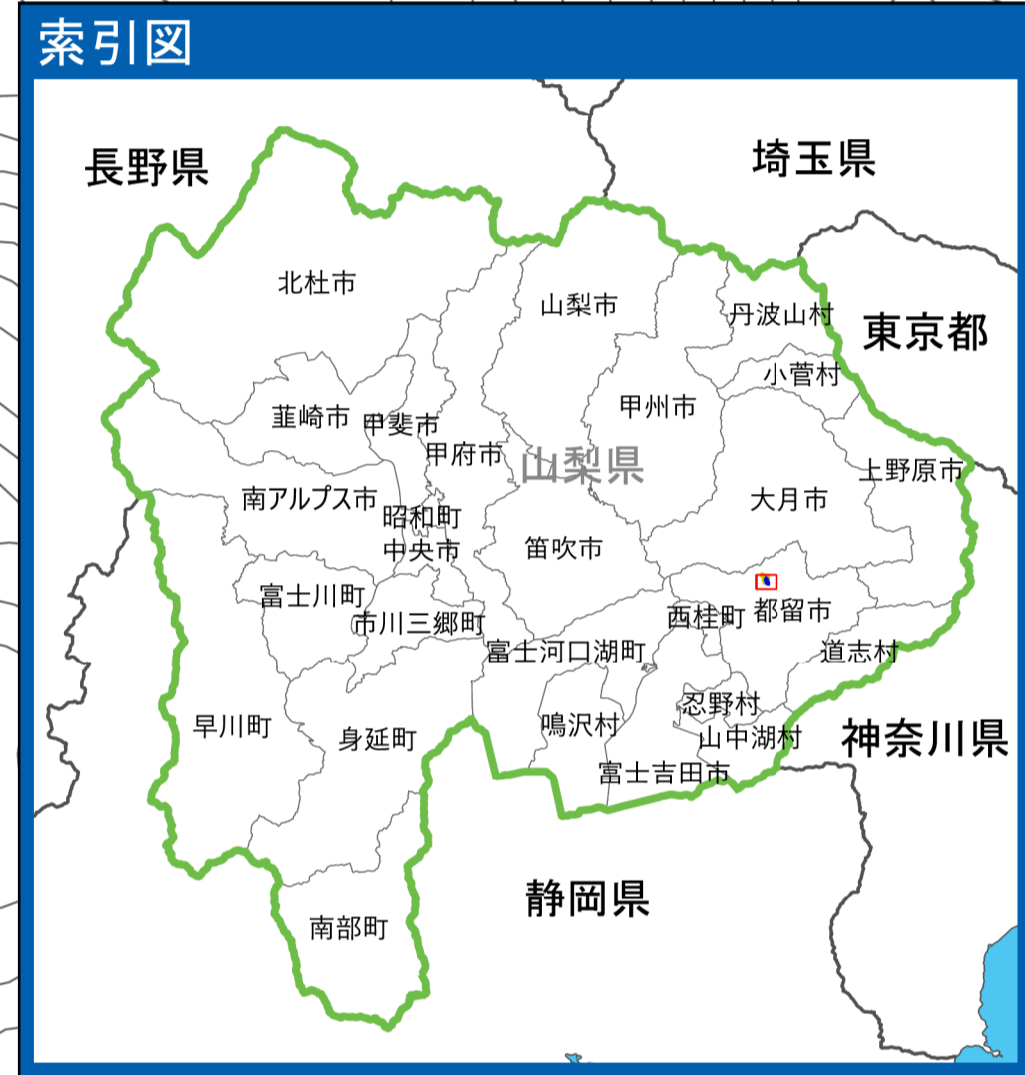 索引図
長野県
埼玉県
北杜市
山梨市
丹波山村
東京都
小菅村
韮崎市
甲斐市
甲州市
甲府市
山梨県
上野原市
南アルプス市
大月市
昭和町
中央市
笛吹市
富士川町
市川三郷町
西桂町
都留市
富士河口湖町
道志村
忍野村
早川町
身延町
鳴沢村
山中湖村
神奈川県
富士吉田市
静岡県
南部町